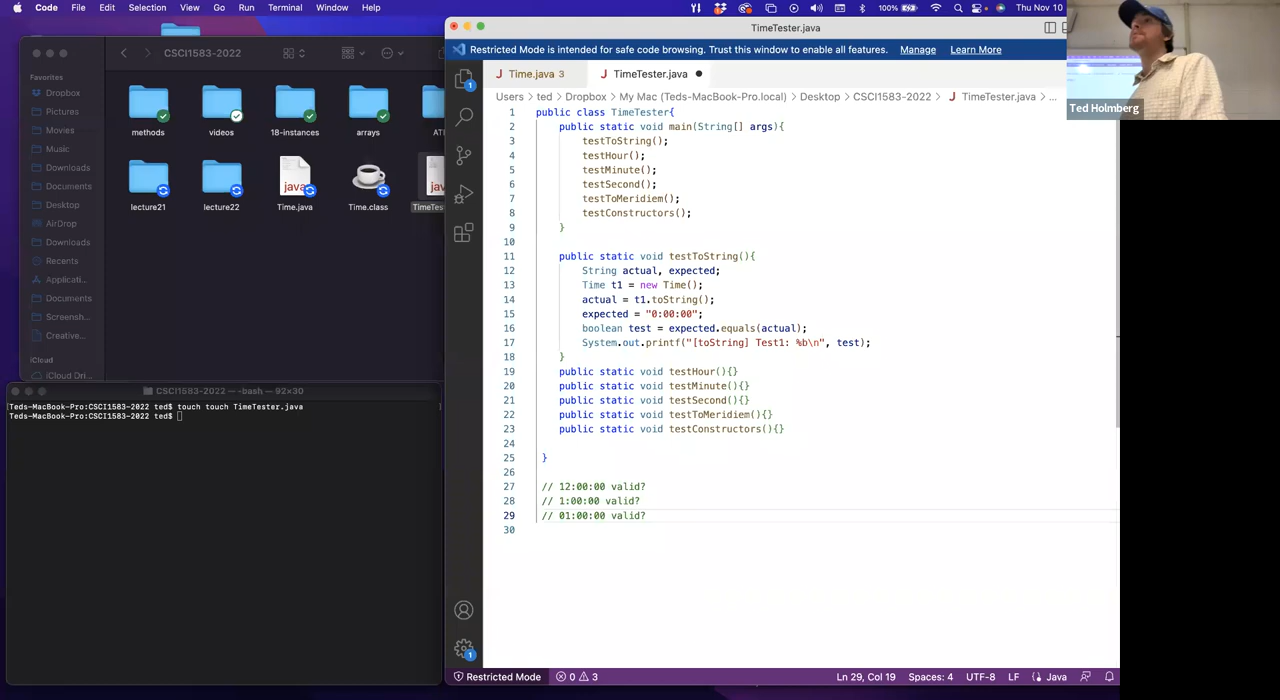 Code File Edit Selection View Go Run Terminal Window Help 100% Thu Nov 10
CSCI1583-2022
Favorites
Dropbox
Pictures
Movies
Music
Downloads
Documents
Desktop
AirDrop
Downloads
Recents
Applicati...
Documents
Screensh...
Creative...
iCloud
iCloud Dri...
methods videos 18-instances arrays
lecture21 lecture22 Time.java Time.class TimeTes
java
CSCI1583-2022 — -bash — 92×30
Teds-MacBook-Pro:CSCI1583-2022 ted$ touch touch TimeTester.java
Teds-MacBook-Pro:CSCI1583-2022 ted$
TimeTester.java
Restricted Mode is intended for safe code browsing. Trust this window to enable all features. Manage Learn More
J Time.java 3 J TimeTester.java ●
Users > ted > Dropbox > My Mac (Teds-MacBook-Pro.local) > Desktop > CSCI1583-2022 > J TimeTester.java > ...
1 public class TimeTester{
2 public static void main(String[] args){
3 testToString();
4 testHour();
5 testMinute();
6 testSecond();
7 testToMeridiem();
8 testConstructors();
9 }
10
11 public static void testToString(){
12 String actual, expected;
13 Time t1 = new Time();
14 actual = t1.toString();
15 expected = "0:00:00";
16 boolean test = expected.equals(actual);
17 System.out.printf("[toString] Test1: %b\n", test);
18 }
19 public static void testHour(){}
20 public static void testMinute(){}
21 public static void testSecond(){}
22 public static void testToMeridiem(){}
23 public static void testConstructors(){}
24
25 }
26
27 // 12:00:00 valid?
28 // 1:00:00 valid?
29 // 01:00:00 valid?
30
Restricted Mode 0 3 Ln 29, Col 19 Spaces: 4 UTF-8 LF Java
Ted Holmberg